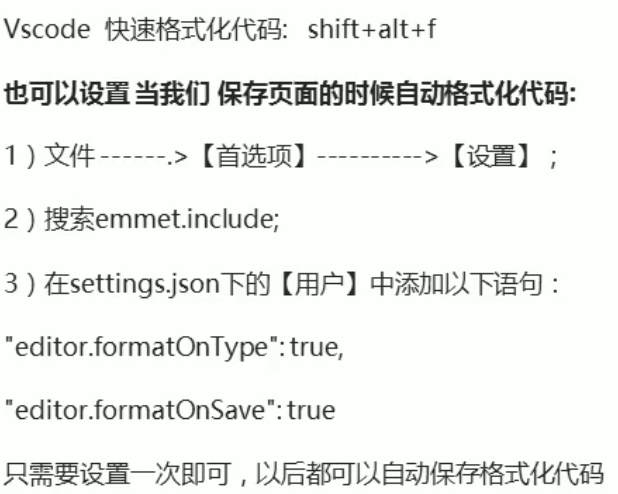 Vscode 快速格式化代码: shift+alt+f
也可以设置 当我们 保存页面的时候自动格式化代码:
1）文件 ------.>【首选项】---------->【设置】；
2）搜索emmet.include;
3）在settings.json下的【用户】中添加以下语句：
"editor.formatOnType": true,
"editor.formatOnSave": true
只需要设置一次即可，以后都可以自动保存格式化代码